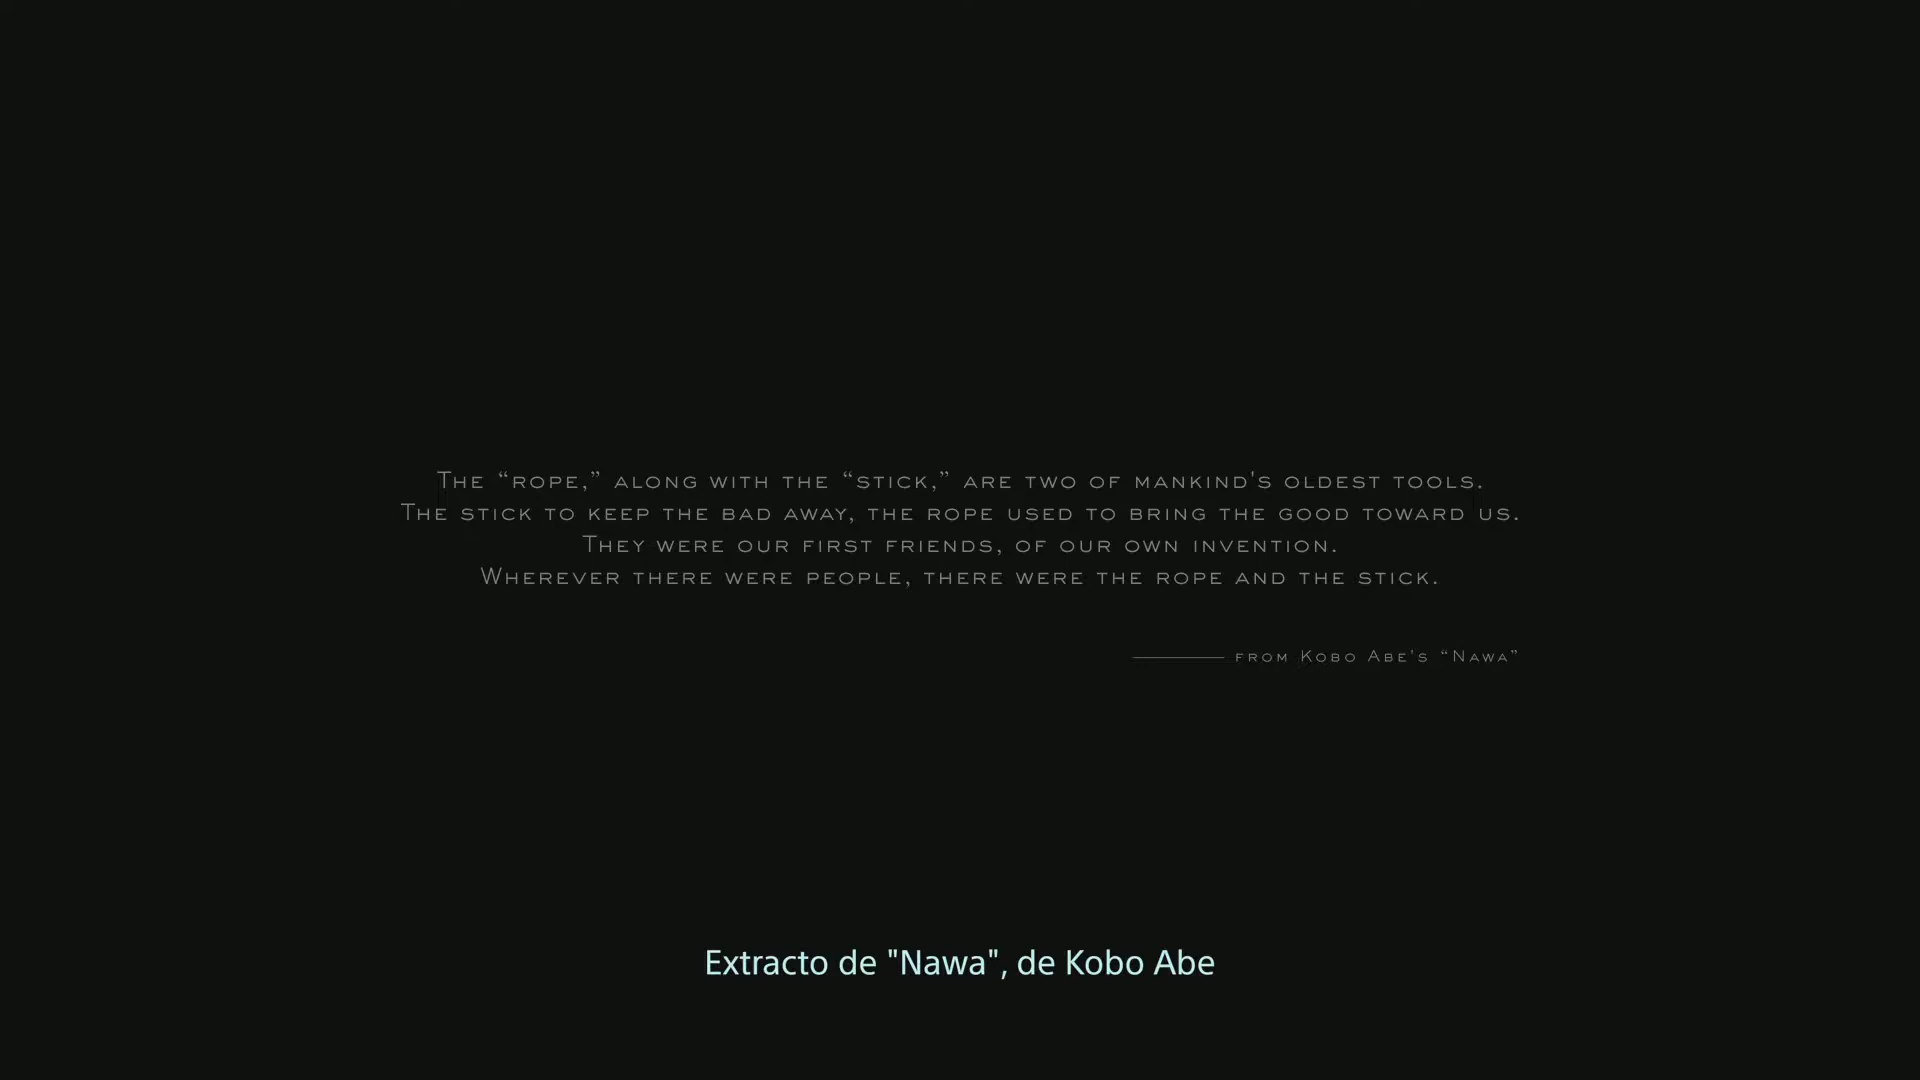 The “rope,” along with the “stick,” are two of mankind's oldest tools.
The stick to keep the bad away, the rope used to bring the good toward us.
They were our first friends, of our own invention.
Wherever there were people, there were the rope and the stick.
from Kobo Abe's “Nawa”
Extracto de "Nawa", de Kobo Abe